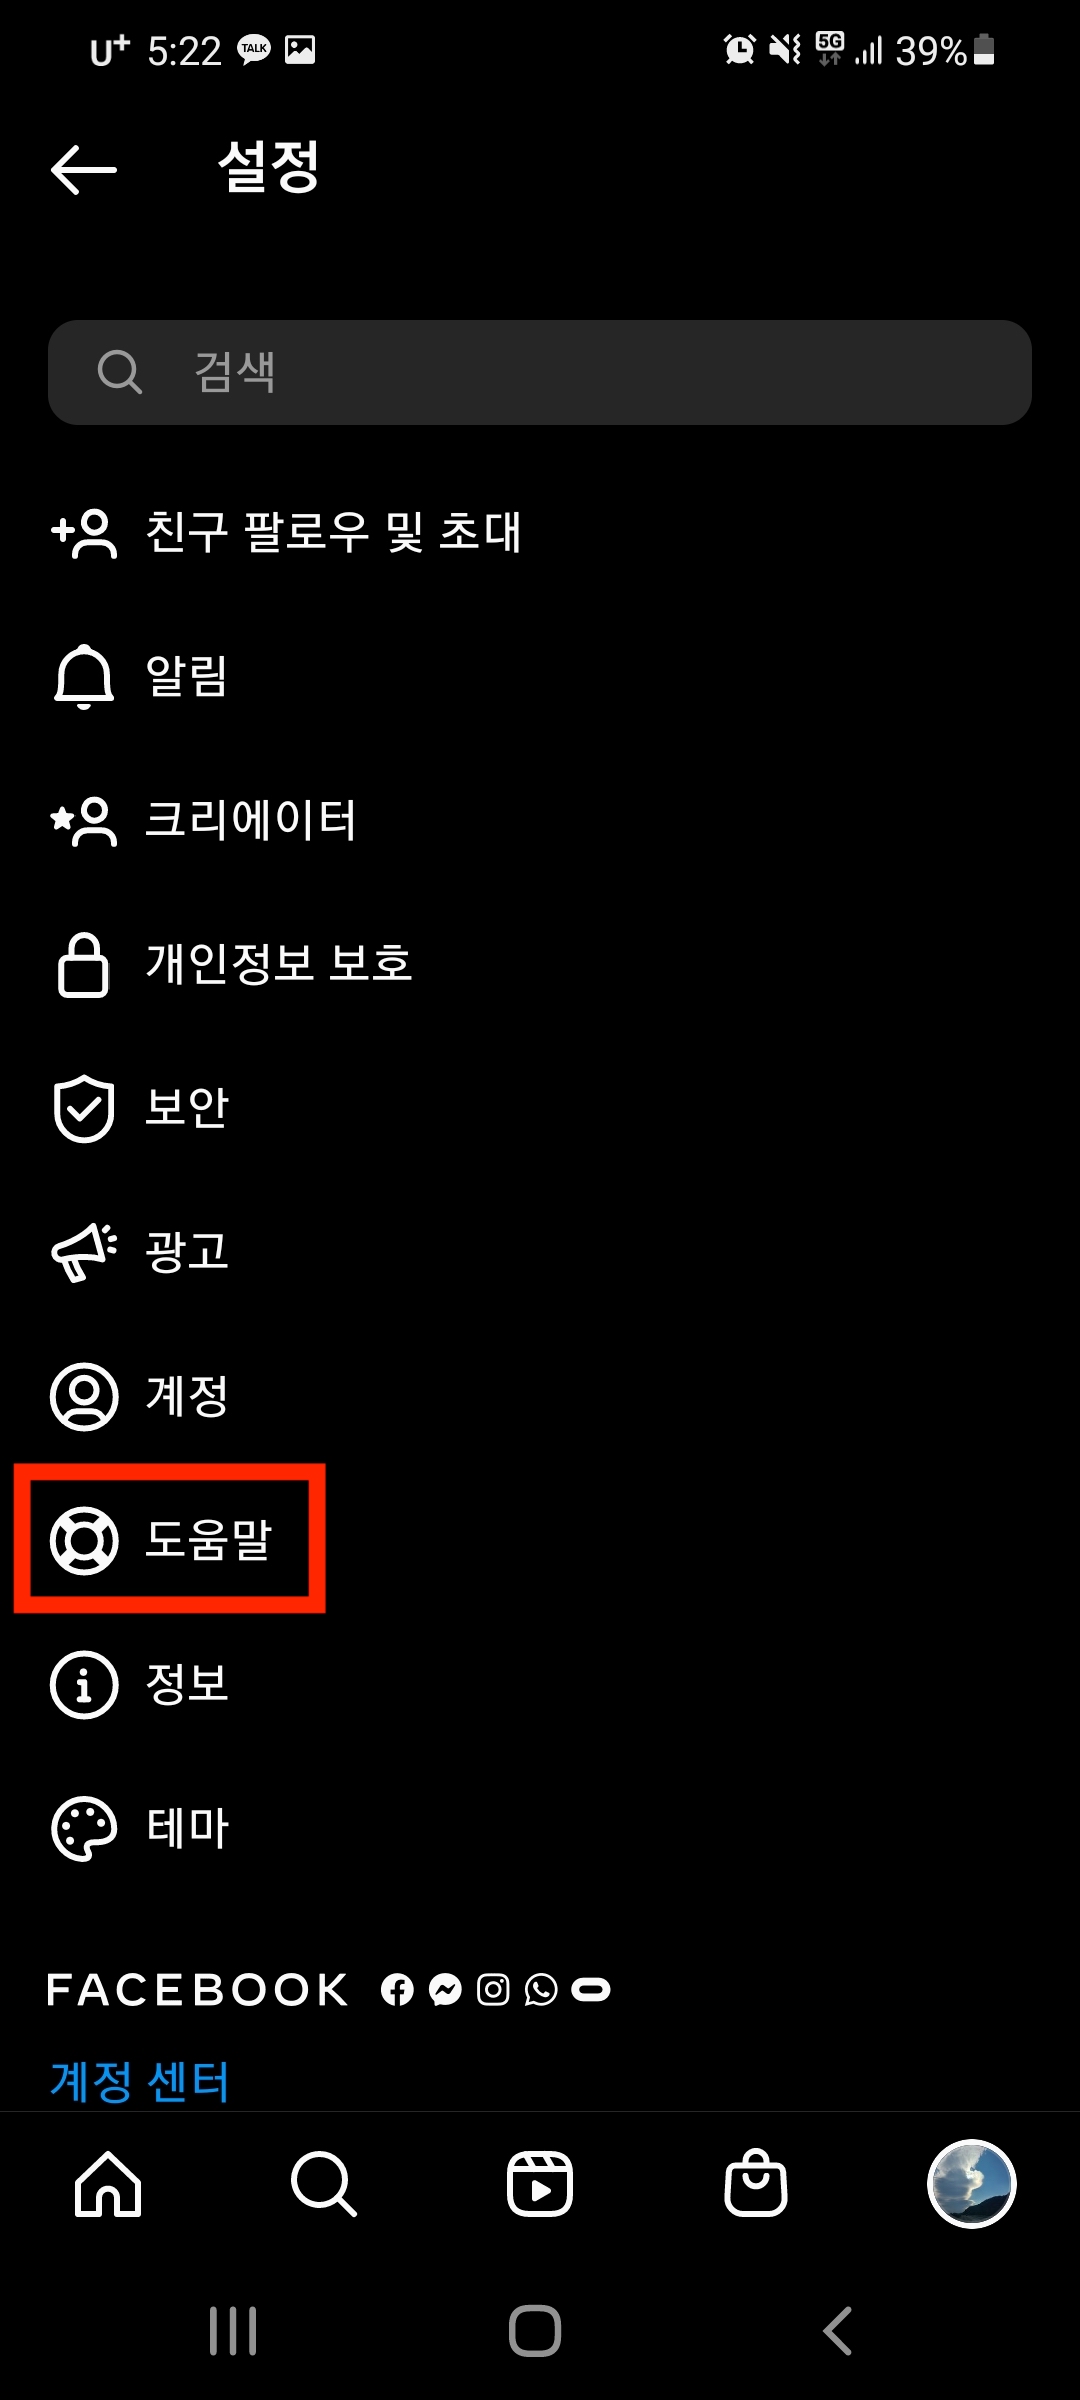 U+ 5:22 TALK 5G 39%
설정
검색
친구 팔로우 및 초대
알림
크리에이터
개인정보 보호
보안
광고
계정
도움말
정보
테마
FACEBOOK
계정 센터